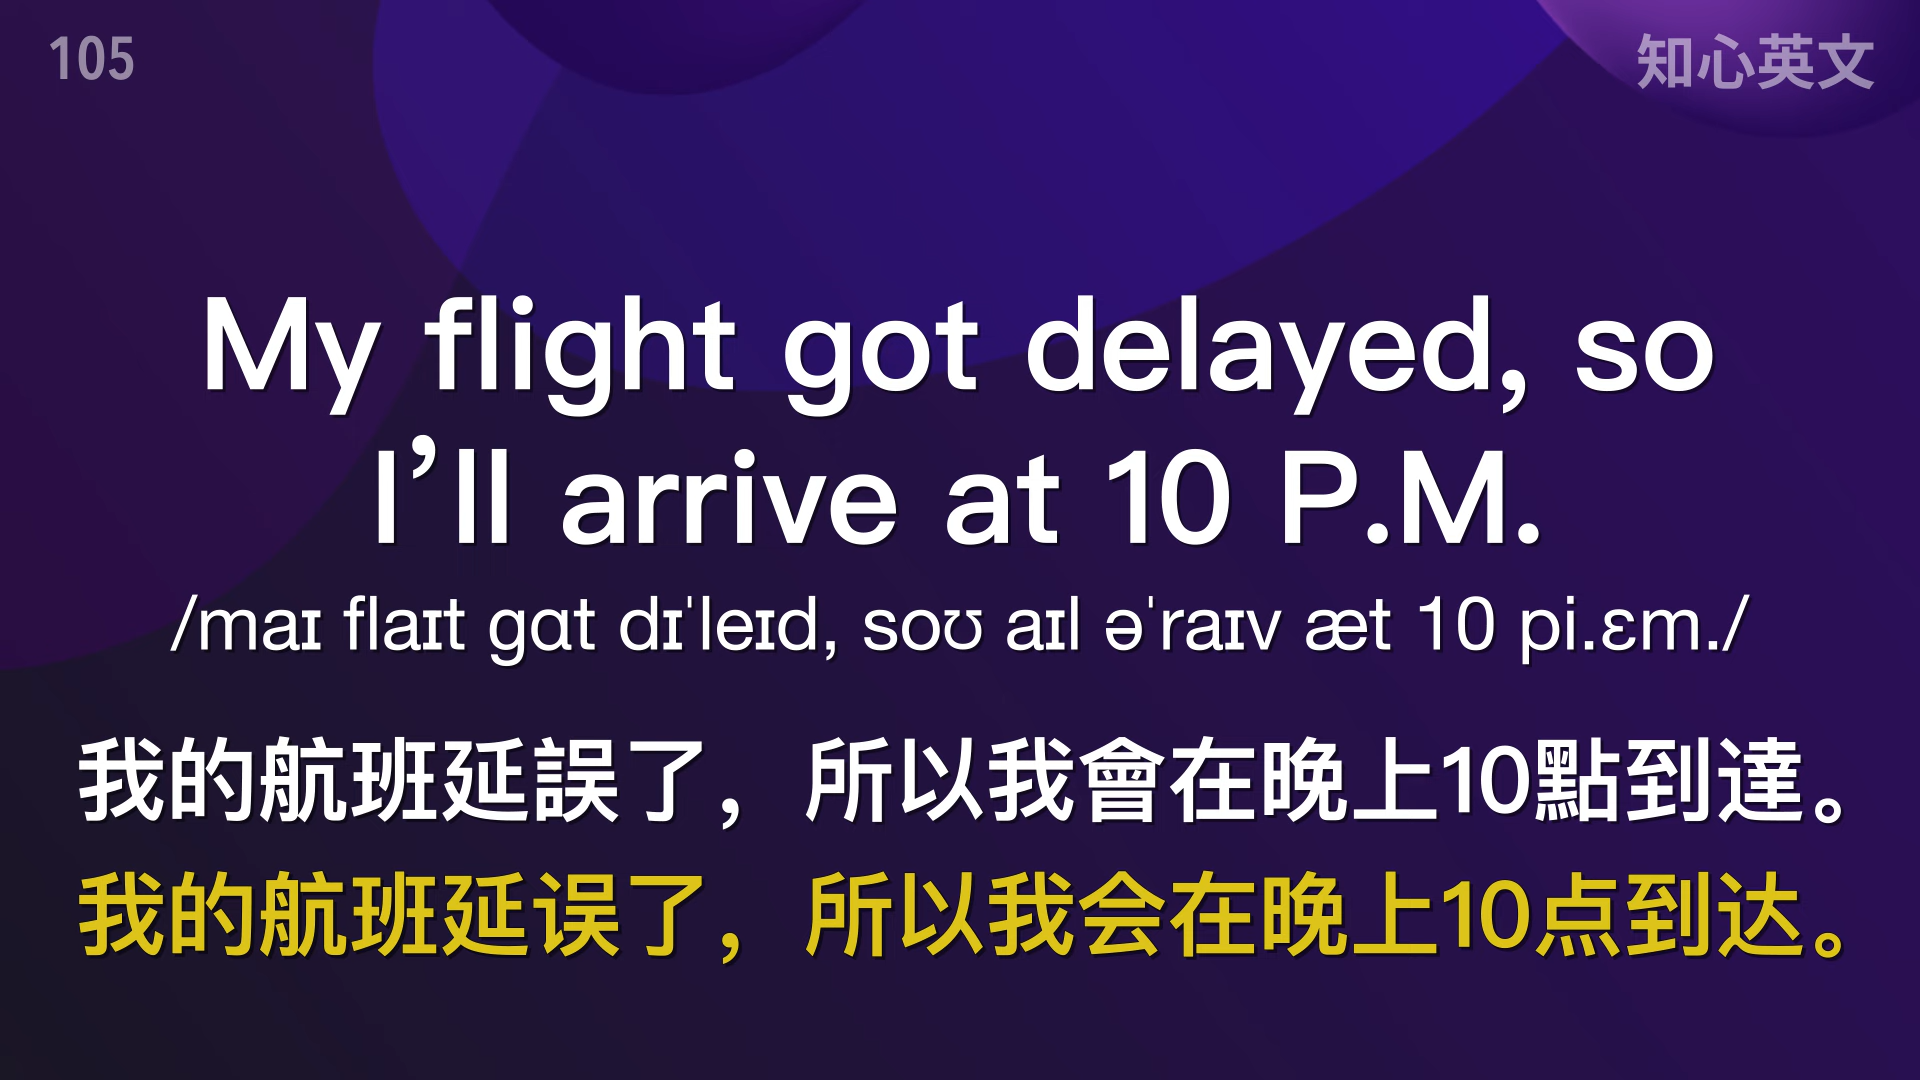 105
知心英文
My flight got delayed, so
I’ll arrive at 10 P.M.
/maɪ flaɪt gɑt dɪˈleɪd, soʊ aɪl əˈraɪv æt 10 pi.ɛm./
我的航班延誤了，所以我會在晚上10點到達。
我的航班延误了，所以我会在晚上10点到达。